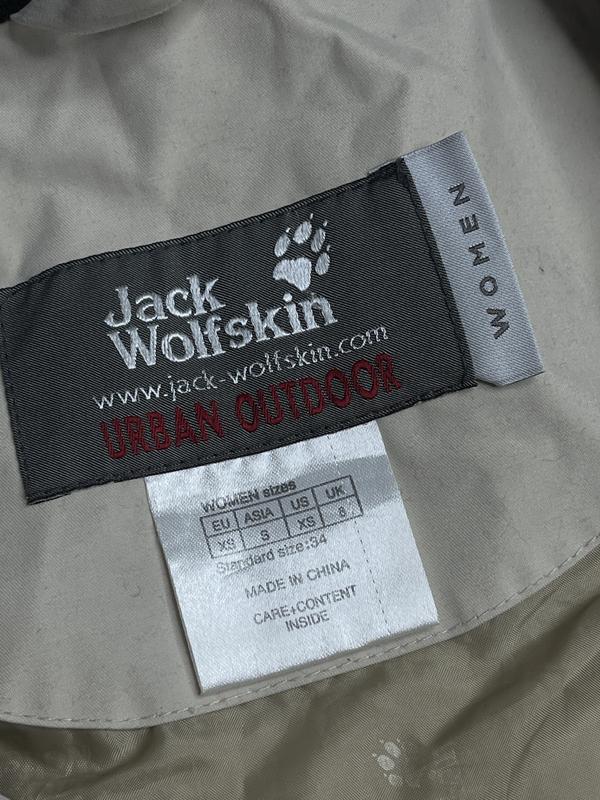 Jack
Wolfskin
www.jack-wolfskin.com
URBAN OUTDOOR
WOMEN
WOMEN sizes
EU ASIA US UK
XS S XS 8
Standard size:34
MADE IN CHINA
CARE+CONTENT
INSIDE